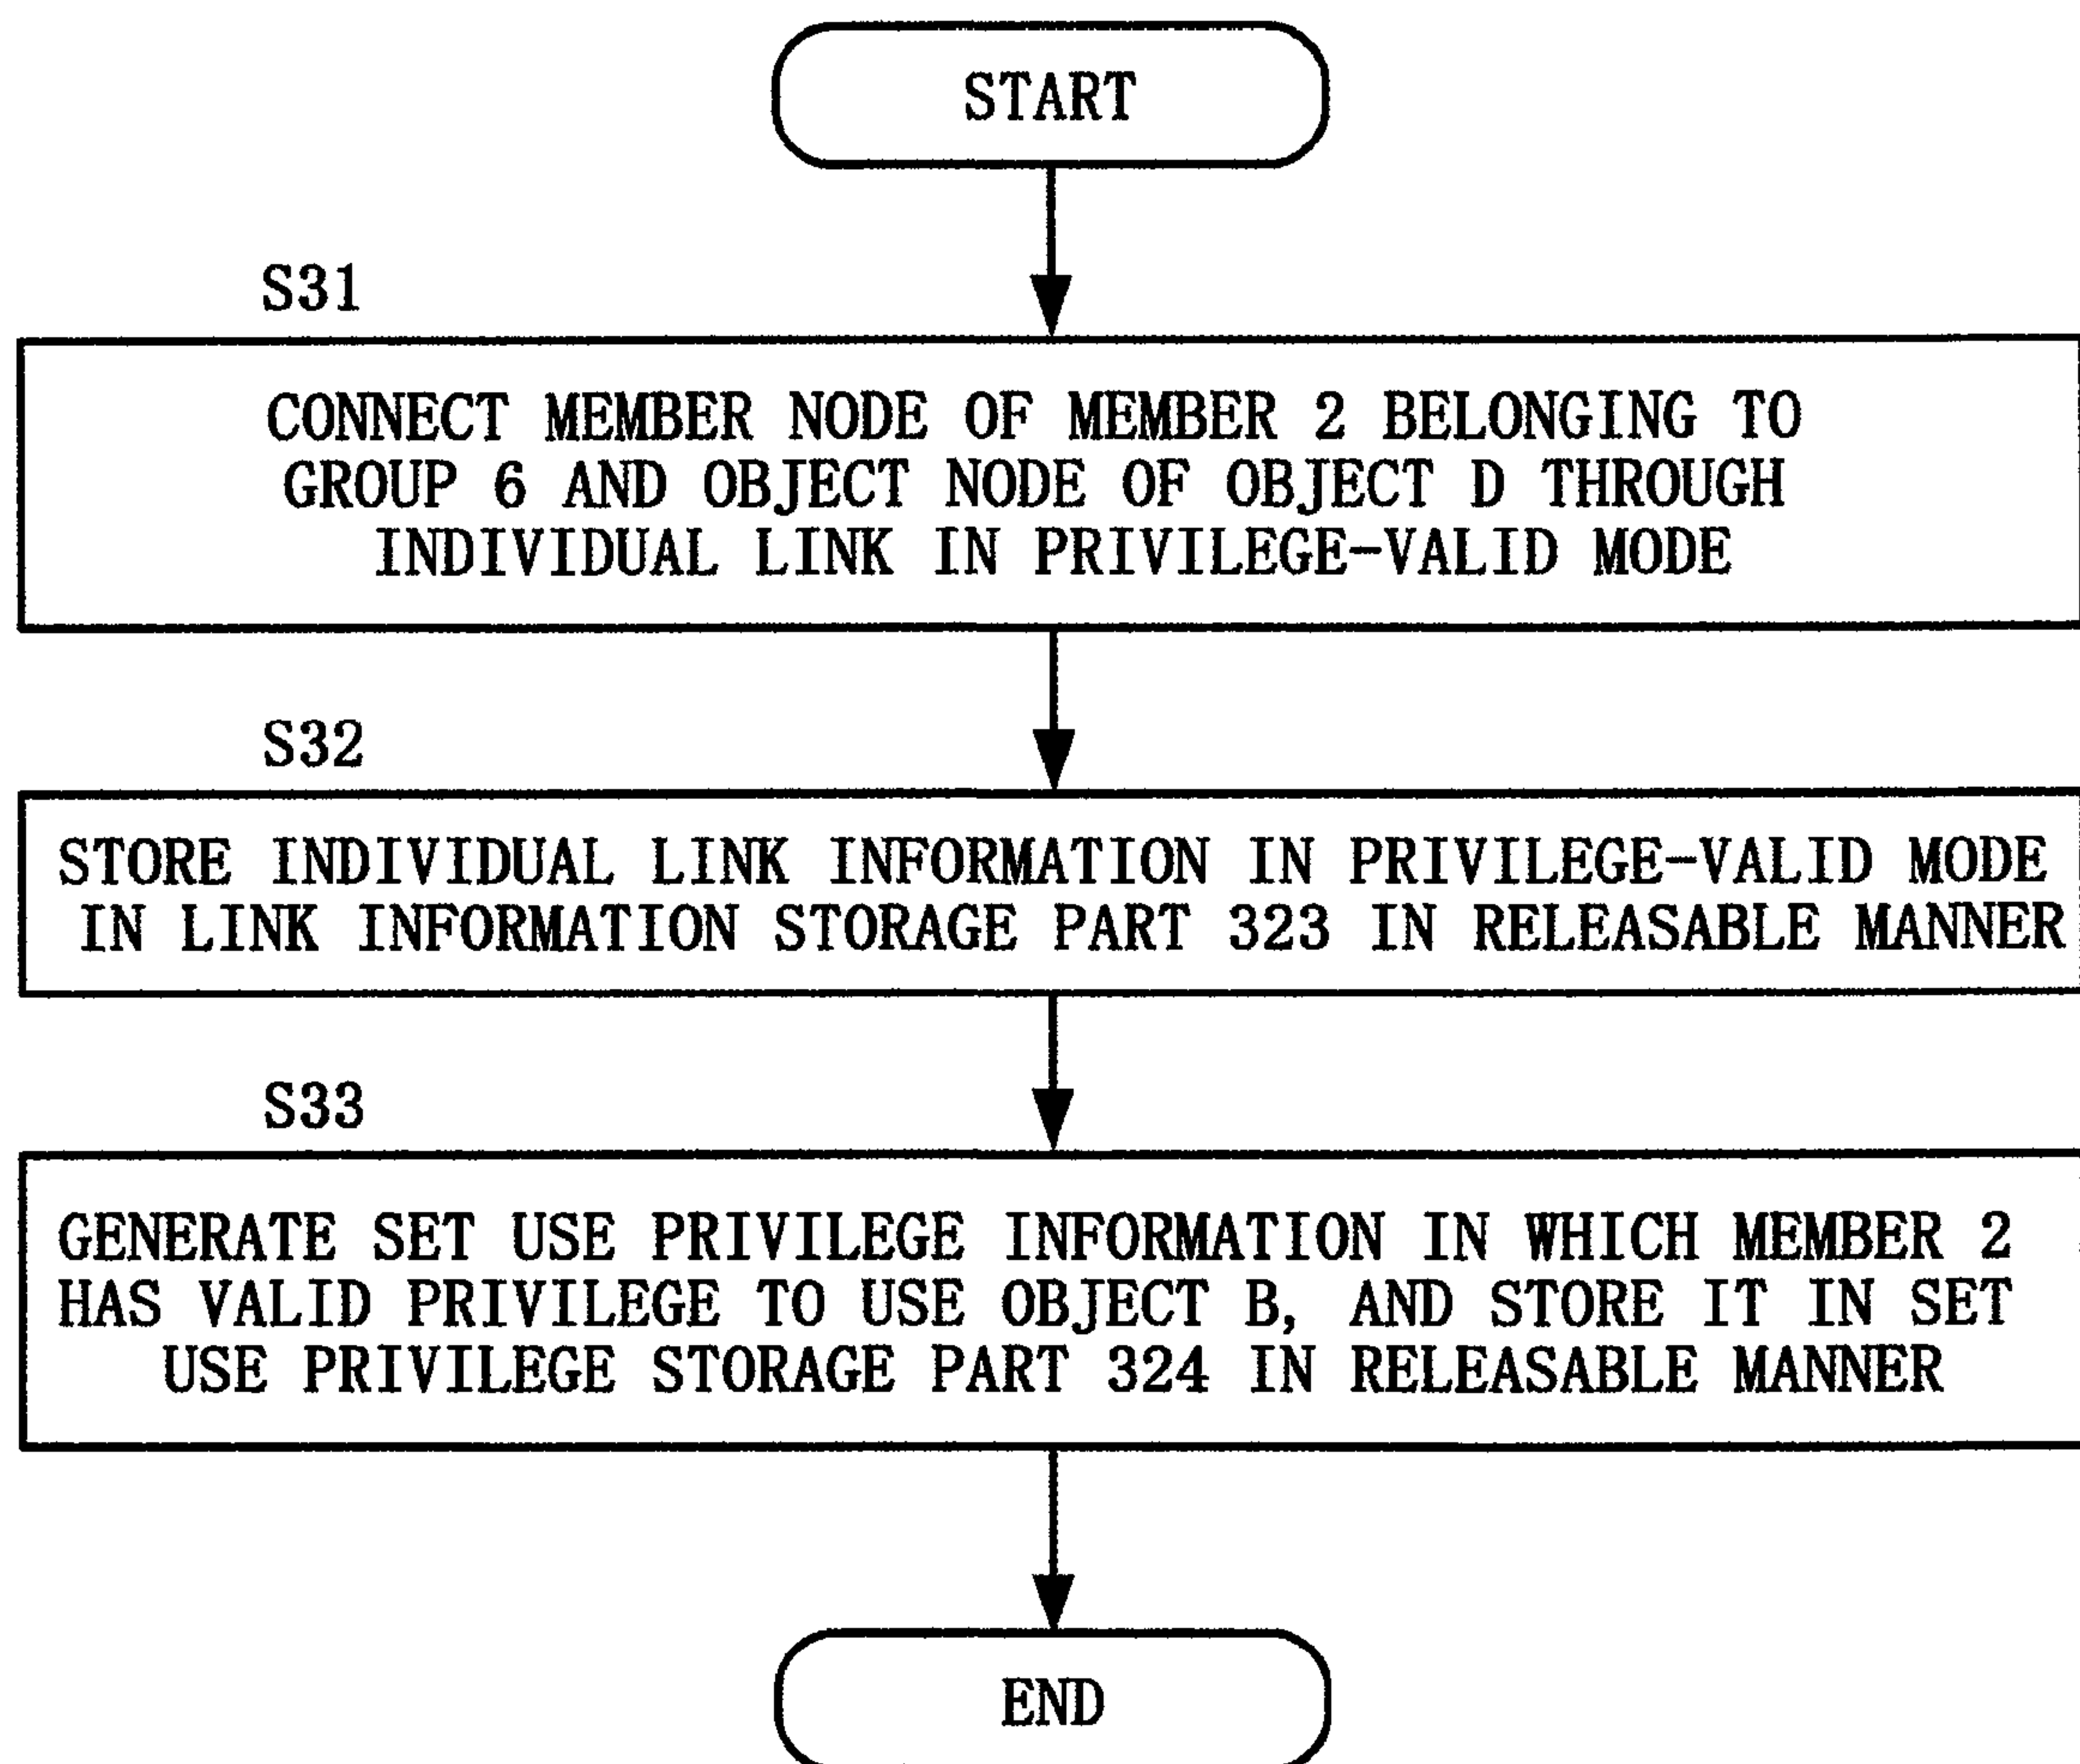 START
S31
CONNECT MEMBER NODE OF MEMBER 2 BELONGING TO
GROUP 6 AND OBJECT NODE OF OBJECT D THROUGH
INDIVIDUAL LINK IN PRIVILEGE-VALID MODE
S32
STORE INDIVIDUAL LINK INFORMATION IN PRIVILEGE-VALID MODE
IN LINK INFORMATION STORAGE PART 323 IN RELEASABLE MANNER
S33
GENERATE SET USE PRIVILEGE INFORMATION IN WHICH MEMBER 2
HAS VALID PRIVILEGE TO USE OBJECT B, AND STORE IT IN SET
USE PRIVILEGE STORAGE PART 324 IN RELEASABLE MANNER
END